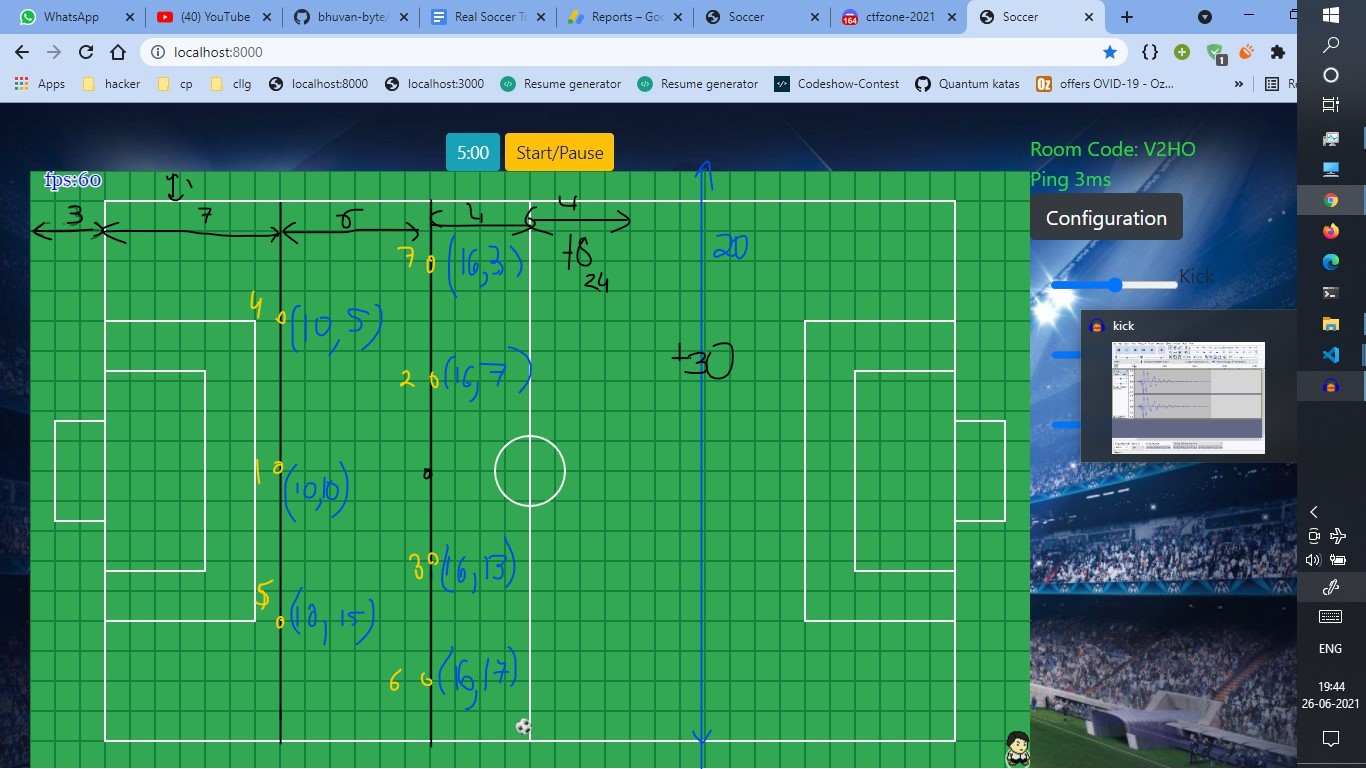 WhatsApp
(40) YouTube
bhuvan-byte/
Real Soccer To
Reports – Goo
Soccer
164
ctfzone-2021
Soccer
localhost:8000
1
Apps
hacker
cp
cllg
localhost:8000
localhost:3000
Resume generator
Resume generator
Codeshow-Contest
Quantum katas
Oz
offers OVID-19 - Oz...
»
5:00
Start/Pause
Room Code: V2HO
Ping 3ms
Configuration
Kick
kick
fps:60
3
7
4
20
7
(16,3)
24
4
(10,5)
2
(16,7)
+30
1
(10,10)
3
(16,13)
5
(10,15)
6
(16,17)
ENG
19:44
26-06-2021